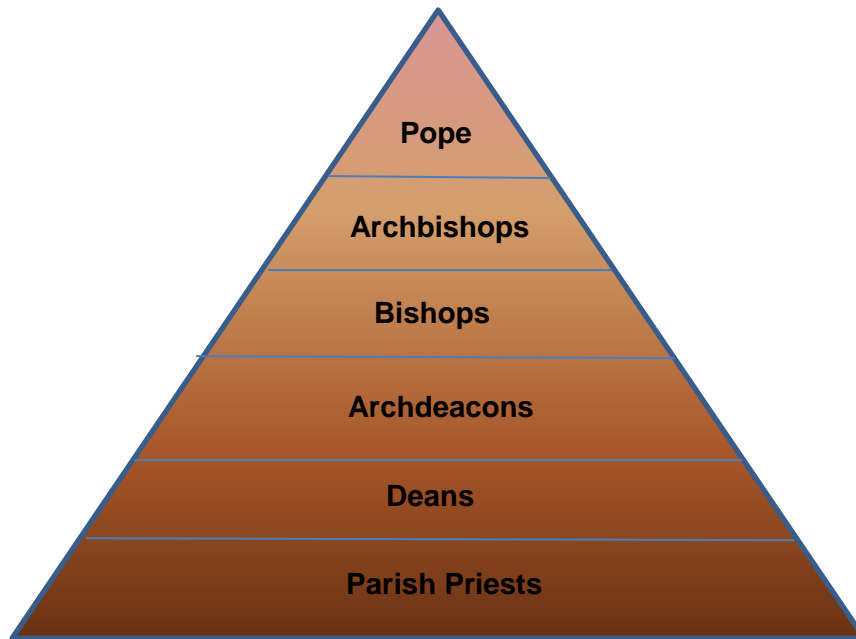 Pope
Archbishops
Bishops
Archdeacons
Deans
Parish Priests